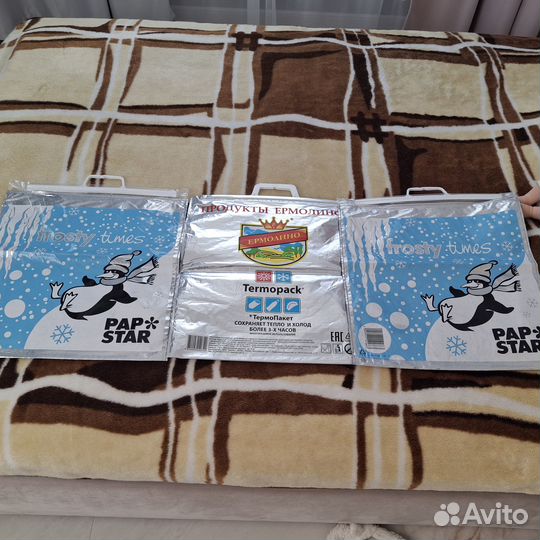 frosty times
PAP STAR
ПРОДУКТЫ ЕРМОЛИНО
ЕРМОЛИНО
Termopack®
*ТермоПакет
СОХРАНЯЕТ ТЕПЛО И ХОЛОД
БОЛЕЕ 3-Х ЧАСОВ
EAC
frosty times
PAP STAR
Avito